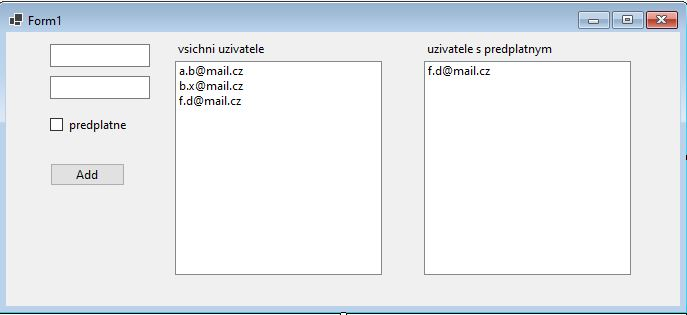 Form1
vsichni uzivatele
uzivatele s predplatnym
a.b@mail.cz
b.x@mail.cz
f.d@mail.cz
f.d@mail.cz
predplatne
Add